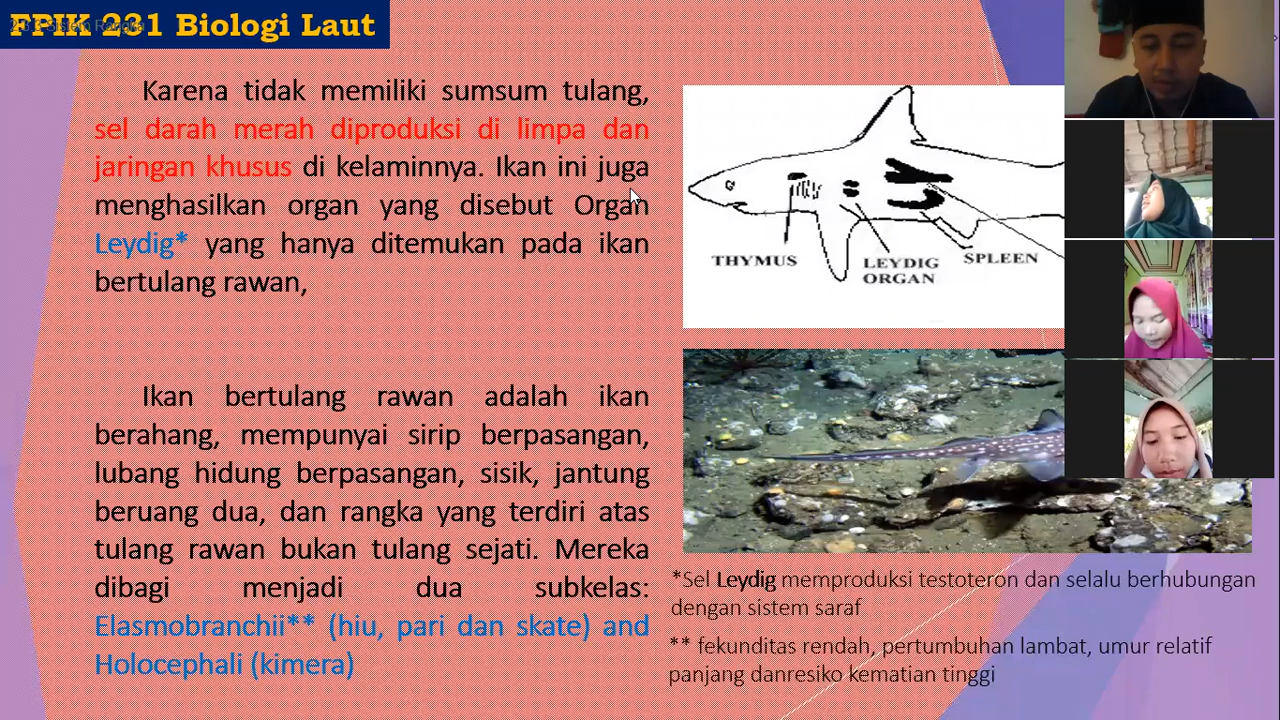 FPIK 231 Biologi Laut
Karena tidak memiliki sumsum tulang,
sel darah merah diproduksi di limpa dan
jaringan khusus di kelaminnya. Ikan ini juga
menghasilkan organ yang disebut Organ
Leydig* yang hanya ditemukan pada ikan
bertulang rawan,
Ikan bertulang rawan adalah ikan
berahang, mempunyai sirip berpasangan,
lubang hidung berpasangan, sisik, jantung
beruang dua, dan rangka yang terdiri atas
tulang rawan bukan tulang sejati. Mereka
dibagi menjadi dua subkelas:
Elasmobranchii** (hiu, pari dan skate) and
Holocephali (kimera)
THYMUS
LEYDIG
ORGAN
SPLEEN
*Sel Leydig memproduksi testoteron dan selalu berhubungan
dengan sistem saraf
** fekunditas rendah, pertumbuhan lambat, umur relatif
panjang danresiko kematian tinggi